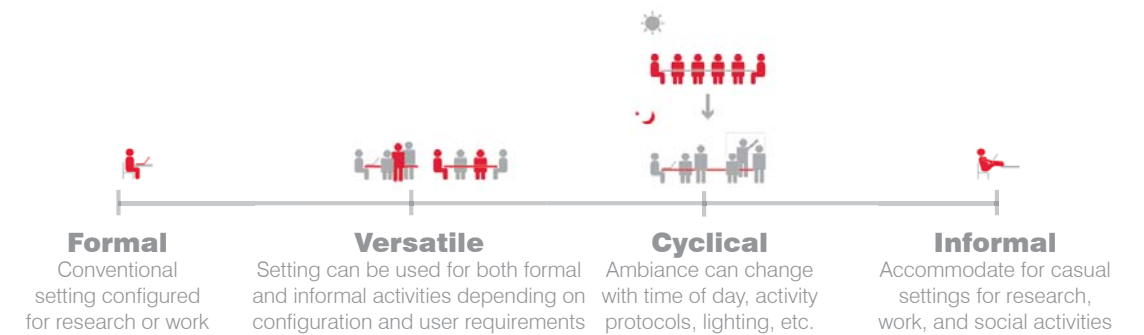 Formal
Conventional
setting configured
for research or work
Versatile
Setting can be used for both formal
and informal activities depending on
configuration and user requirements
Cyclical
Ambiance can change
with time of day, activity
protocols, lighting, etc.
Informal
Accommodate for casual
settings for research,
work, and social activities